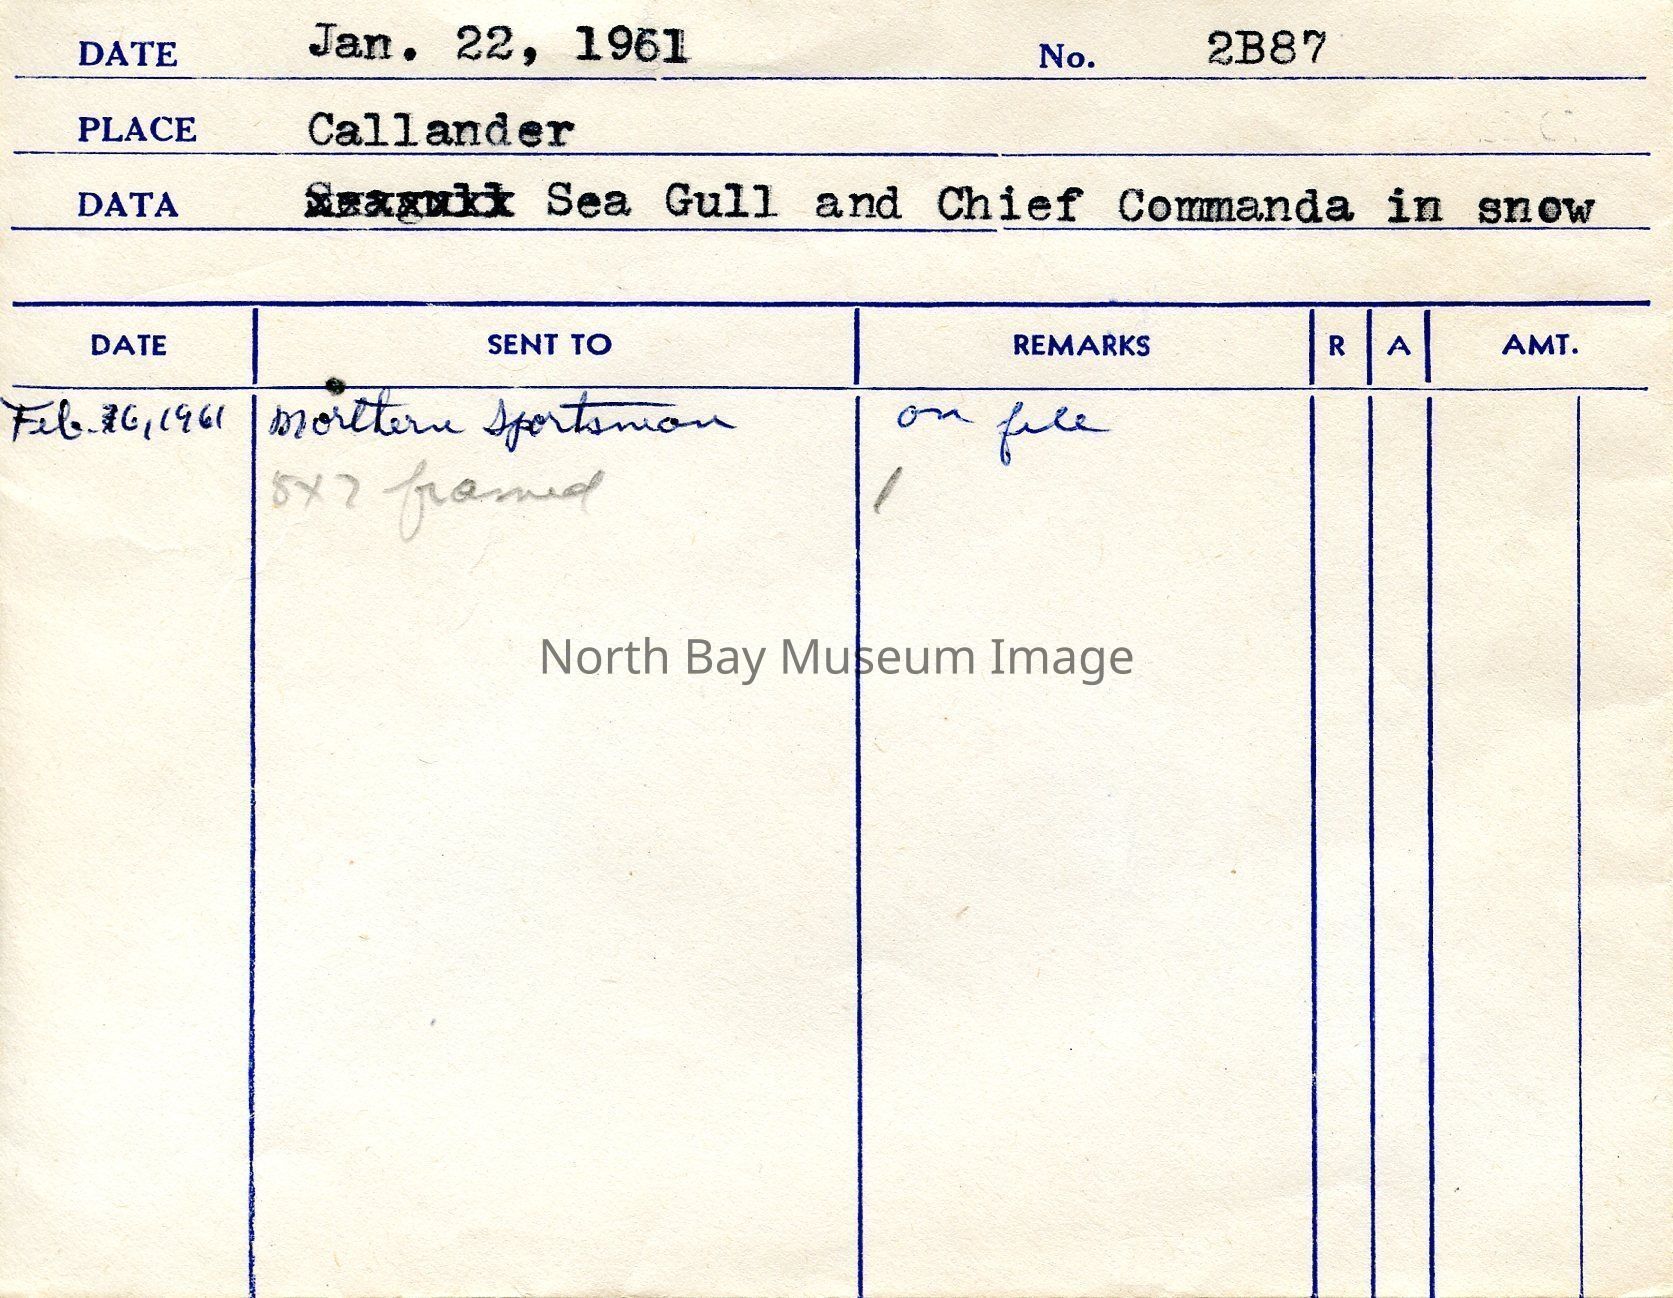 DATE Jan. 22, 1961 No. 2B87
PLACE Callander
DATA Sea Gull and Chief Commanda in snow
DATE SENT TO REMARKS R A AMT.
Feb. 16, 1961 Northern Sportsman on file
5x7 framed 1
North Bay Museum Image